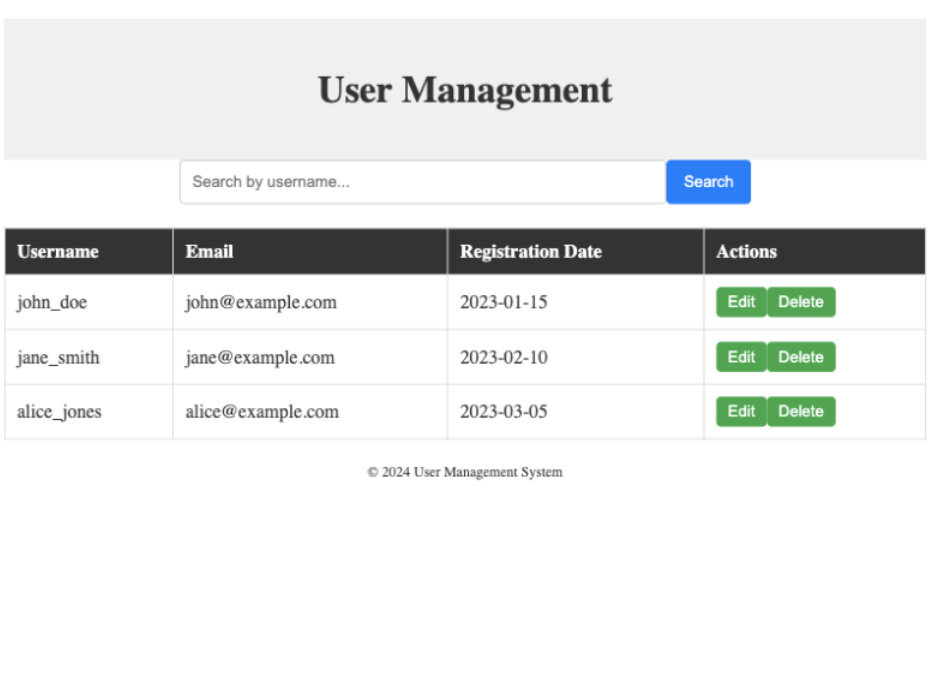 User Management
Search by username... Search
Username Email Registration Date Actions
john_doe john@example.com 2023-01-15 Edit Delete
jane_smith jane@example.com 2023-02-10 Edit Delete
alice_jones alice@example.com 2023-03-05 Edit Delete
© 2024 User Management System